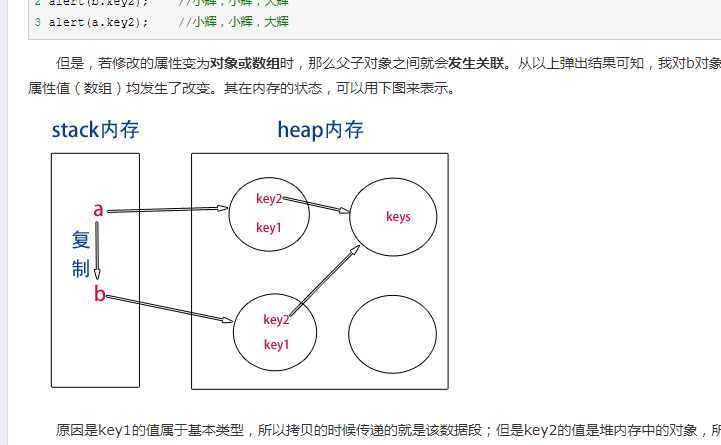 2 alert(b.key2);    //小辉，小辉，大辉
3 alert(a.key2);    //小辉，小辉，大辉
但是，若修改的属性变为对象或数组时，那么父子对象之间就会发生关联。从以上弹出结果可知，我对b对象
属性值（数组）均发生了改变。其在内存的状态，可以用下图来表示。
stack内存
heap内存
a
复
制
b
key2
key1
keys
key2
key1
原因是key1的值属于基本类型，所以拷贝的时候传递的就是该数据段；但是key2的值是堆内存中的对象，所